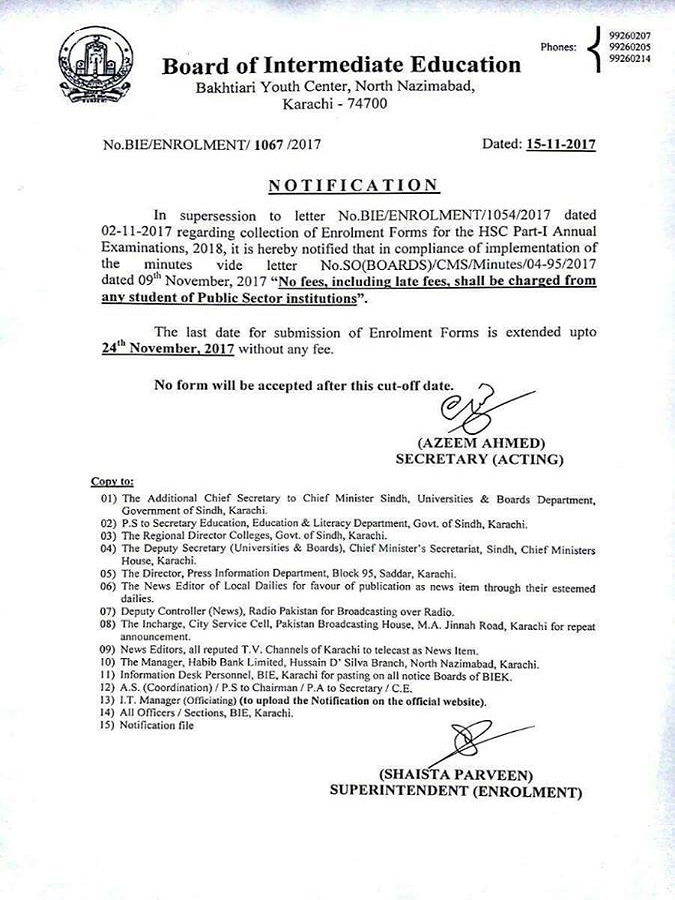 Phones:
99260207
99260205
99260214
Board of Intermediate Education
Bakhtiari Youth Center, North Nazimabad,
Karachi - 74700
No.BIE/ENROLMENT/ 1067 /2017 Dated: 15-11-2017
NOTIFICATION
In supersession to letter No.BIE/ENROLMENT/1054/2017 dated
02-11-2017 regarding collection of Enrolment Forms for the HSC Part-I Annual
Examinations, 2018, it is hereby notified that in compliance of implementation of
the minutes vide letter No.SO(BOARDS)/CMS/Minutes/04-95/2017
dated 09th November, 2017 “No fees, including late fees, shall be charged from
any student of Public Sector institutions”.
The last date for submission of Enrolment Forms is extended upto
24th November, 2017 without any fee.
No form will be accepted after this cut-off date.
(AZEEM AHMED)
SECRETARY (ACTING)
Copy to:
01) The Additional Chief Secretary to Chief Minister Sindh, Universities & Boards Department,
Government of Sindh, Karachi.
02) P.S to Secretary Education, Education & Literacy Department, Govt. of Sindh, Karachi.
03) The Regional Director Colleges, Govt. of Sindh, Karachi.
04) The Deputy Secretary (Universities & Boards), Chief Minister's Secretariat, Sindh, Chief Ministers
House, Karachi.
05) The Director, Press Information Department, Block 95, Saddar, Karachi.
06) The News Editor of Local Dailies for favour of publication as news item through their esteemed
dailies.
07) Deputy Controller (News), Radio Pakistan for Broadcasting over Radio.
08) The Incharge, City Service Cell, Pakistan Broadcasting House, M.A. Jinnah Road, Karachi for repeat
announcement.
09) News Editors, all reputed T.V. Channels of Karachi to telecast as News Item.
10) The Manager, Habib Bank Limited, Hussain D' Silva Branch, North Nazimabad, Karachi.
11) Information Desk Personnel, BIE, Karachi for pasting on all notice Boards of BIEK.
12) A.S. (Coordination) / P.S to Chairman / P.A to Secretary / C.E.
13) I.T. Manager (Officiating) (to upload the Notification on the official website).
14) All Officers / Sections, BIE, Karachi.
15) Notification file
(SHAISTA PARVEEN)
SUPERINTENDENT (ENROLMENT)